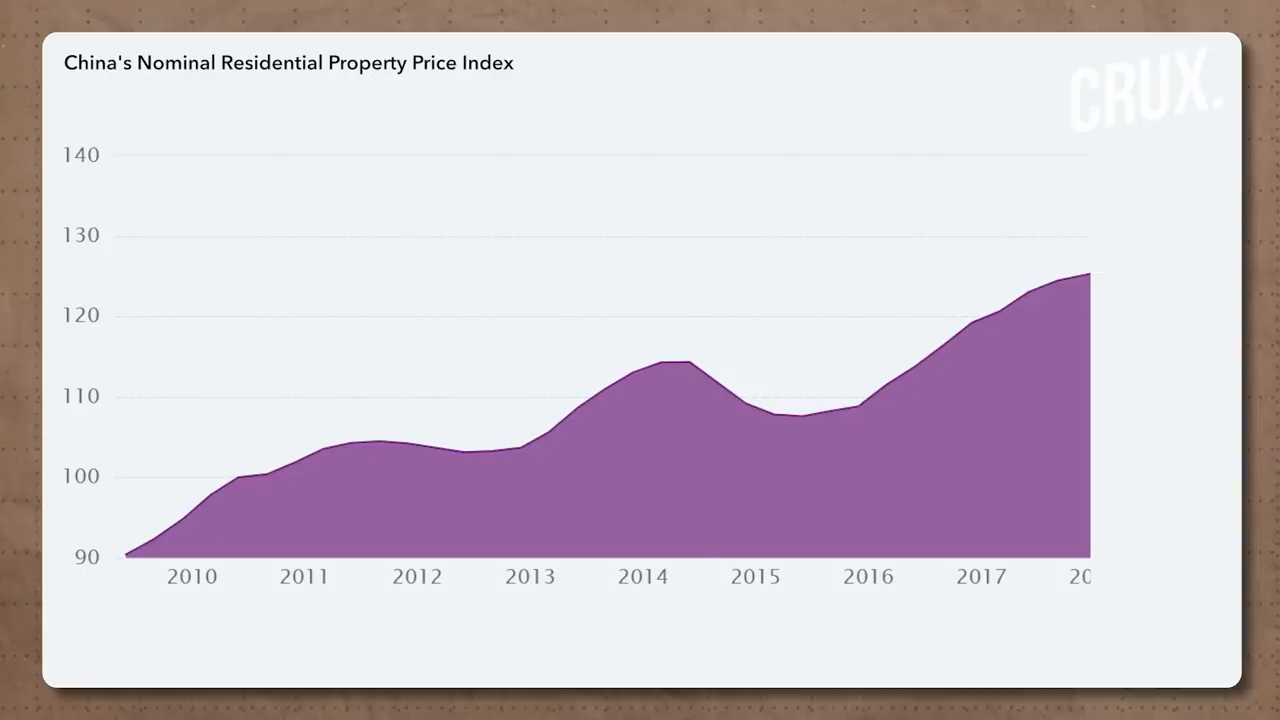 China's Nominal Residential Property Price Index
CRUX.
140
130
120
110
100
90
2010 2011 2012 2013 2014 2015 2016 2017 20